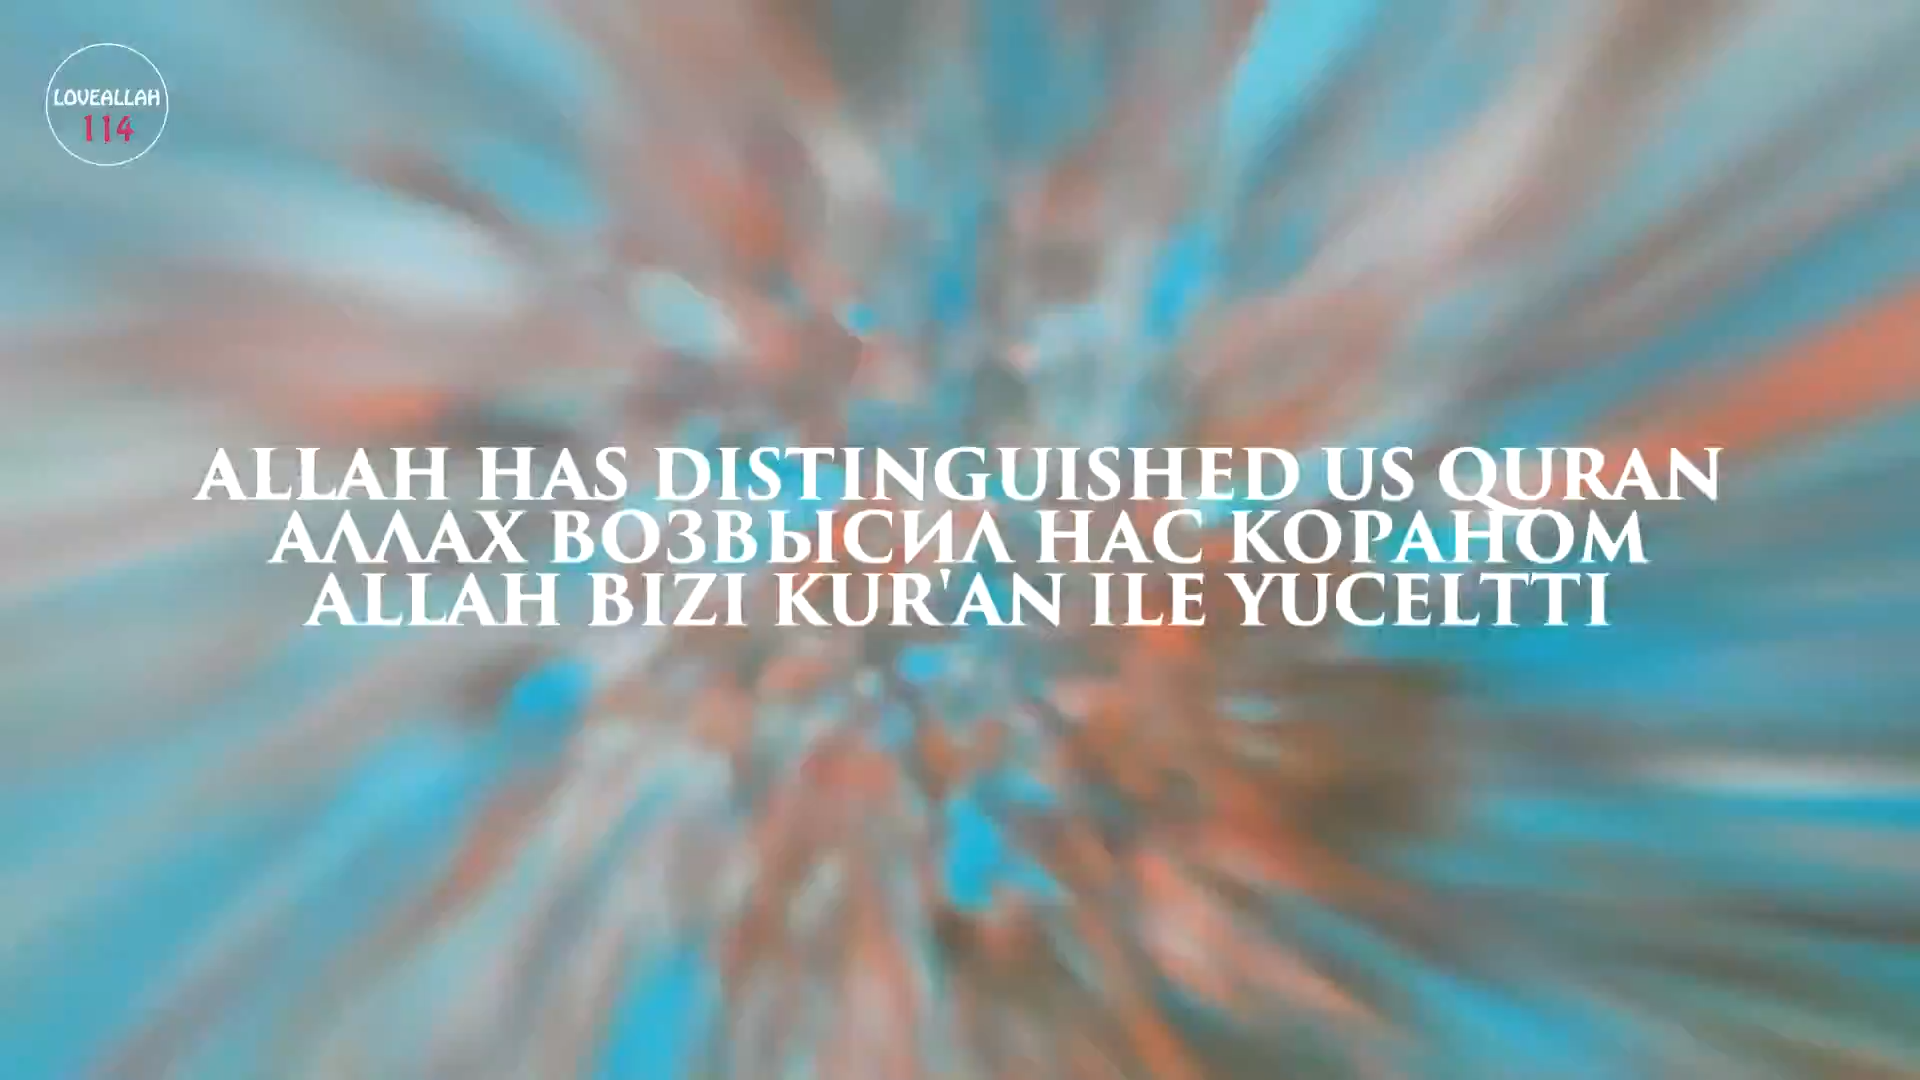 LOVEALLAH
114
ALLAH HAS DISTINGUISHED US QURAN
АЛЛАХ ВОЗВЫСИЛ НАС КОРАНОМ
ALLAH BIZI KUR'AN ILE YUCELTTI